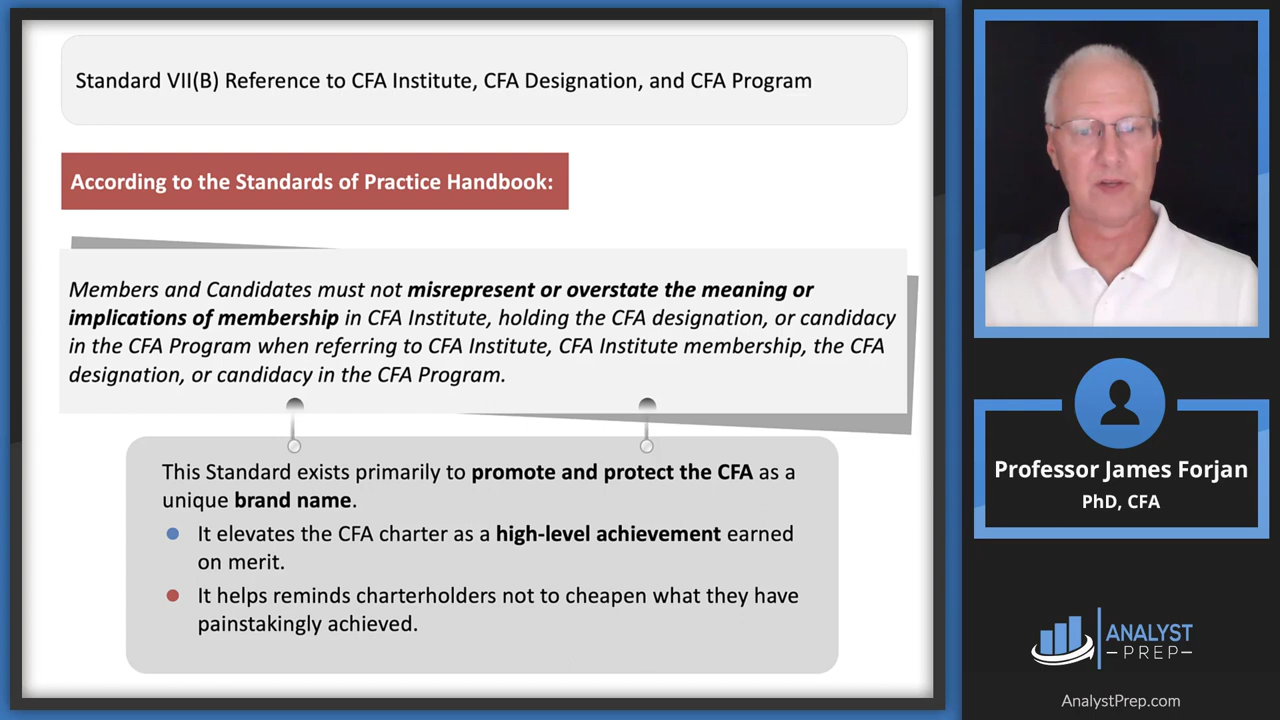 Standard VII(B) Reference to CFA Institute, CFA Designation, and CFA Program
According to the Standards of Practice Handbook:
Members and Candidates must not misrepresent or overstate the meaning or
implications of membership in CFA Institute, holding the CFA designation, or candidacy
in the CFA Program when referring to CFA Institute, CFA Institute membership, the CFA
designation, or candidacy in the CFA Program.
This Standard exists primarily to promote and protect the CFA as a
unique brand name.
It elevates the CFA charter as a high-level achievement earned
on merit.
It helps reminds charterholders not to cheapen what they have
painstakingly achieved.
Professor James Forjan
PhD, CFA
ANALYST
PREP
AnalystPrep.com